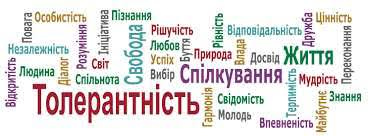 Відкритість
Незалежність
Повага
Людина
Особистість
Діалог
Розуміння
Світ
Інтереси
Пізнання
Спільнота
Свобода
Рішучість
Любов
Успіх
Вибір
Буття
Рівність
Природа
Влада
Відповідальність
Досвід
Дружба
Цінність
Життя
Переконання
Спілкування
Мудрість
Толерантність
Гармонія
Свідомість
Молодь
Впевненість
Терпимість
Майбутнє
Знання